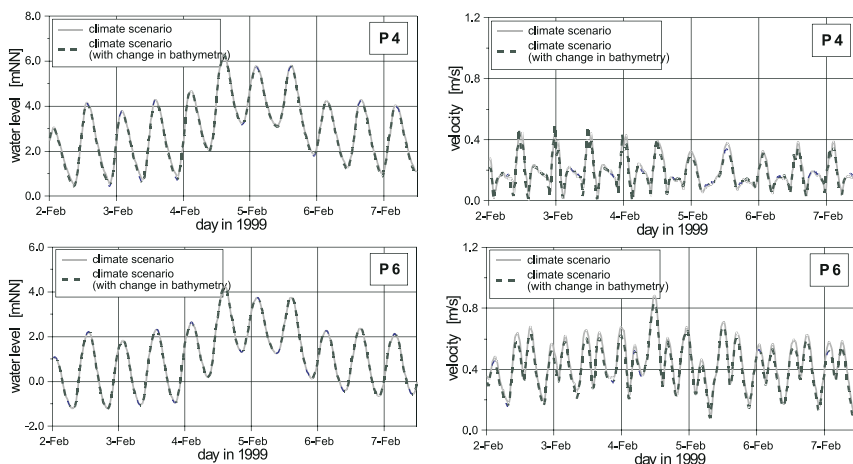 8.0
6.0
4.0
2.0
0.0
water level [mNN]
climate scenario
climate scenario
(with change in bathymetry)
P 4
2-Feb 3-Feb 4-Feb 5-Feb 6-Feb 7-Feb
day in 1999
1.2
0.8
0.4
0.0
velocity [m/s]
climate scenario
climate scenario
(with change in bathymetry)
P 4
2-Feb 3-Feb 4-Feb 5-Feb 6-Feb 7-Feb
day in 1999
6.0
4.0
2.0
0.0
-2.0
water level [mNN]
climate scenario
climate scenario
(with change in bathymetry)
P 6
2-Feb 3-Feb 4-Feb 5-Feb 6-Feb 7-Feb
day in 1999
1.2
0.8
0.4
0.0
velocity [m/s]
climate scenario
climate scenario
(with change in bathymetry)
P 6
2-Feb 3-Feb 4-Feb 5-Feb 6-Feb 7-Feb
day in 1999